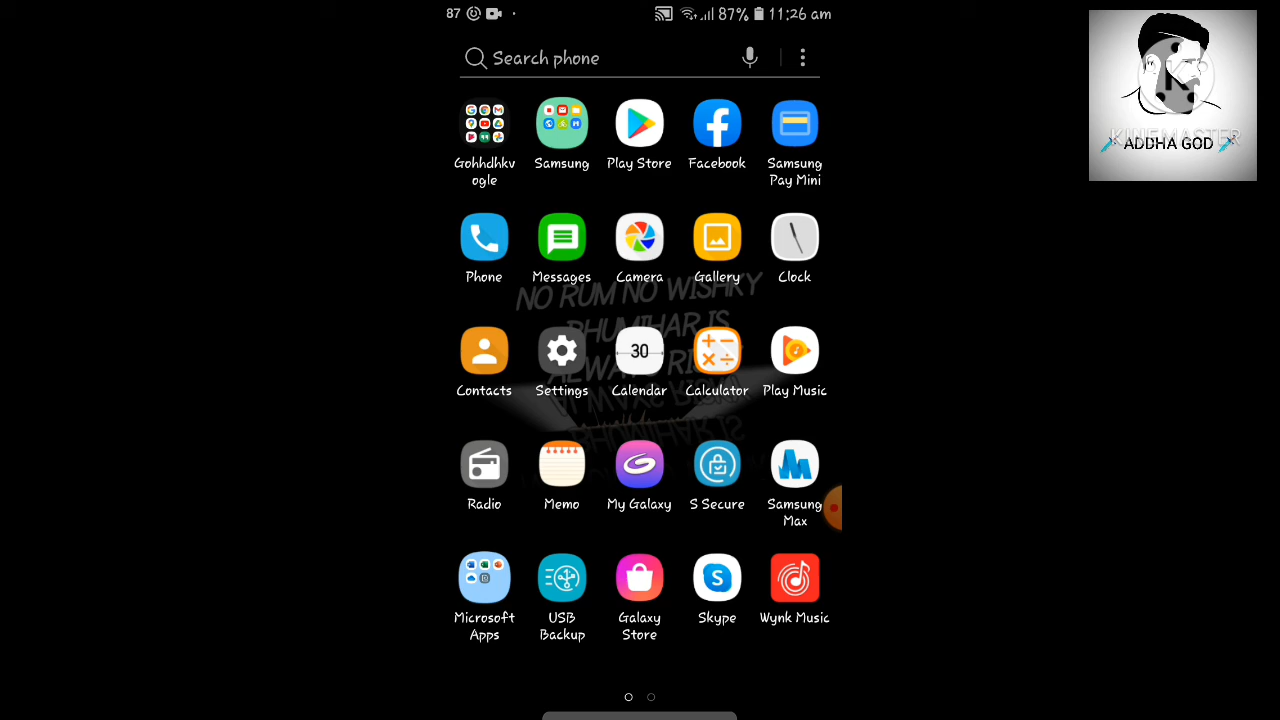 87 87% 11:26 am
Search phone
KINEMASTER
ADDHA GOD
Gohhdhkv
ogle
Samsung
Play Store
Facebook
Samsung
Pay Mini
Phone
Messages
Camera
Gallery
Clock
NO RUM NO WISHKY
BHUMIHAR IS
ALWAYS
Contacts
Settings
30
Calendar
Calculator
Play Music
Radio
Memo
My Galaxy
S Secure
Samsung
Max
Microsoft
Apps
USB
Backup
Galaxy
Store
Skype
Wynk Music